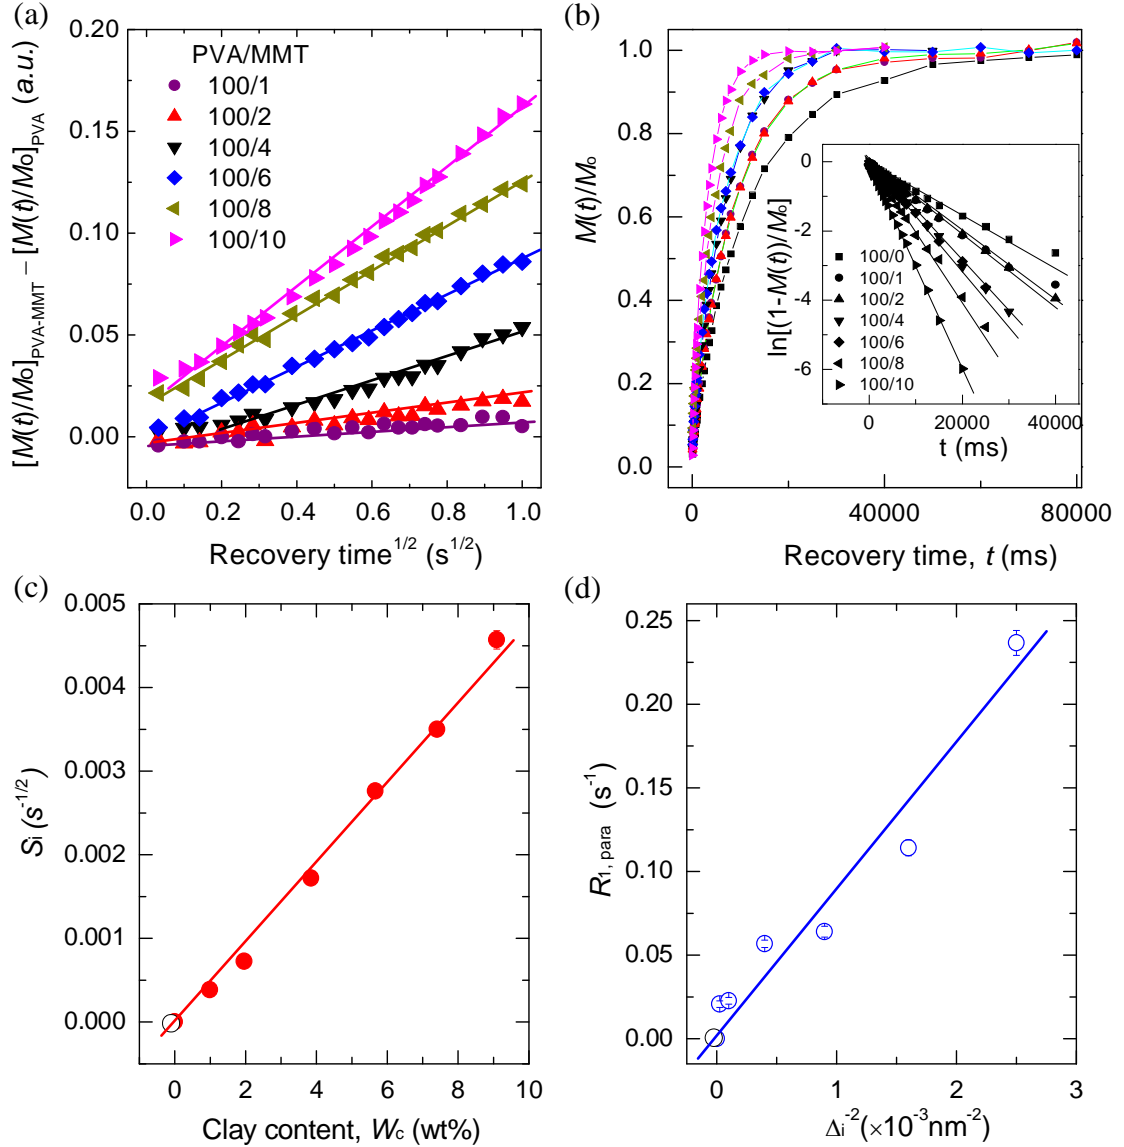 (a)
[M(t)/M₀]PVA-MMT – [M(t)/M₀]PVA (a.u.)
0.20
0.15
0.10
0.05
0.00
PVA/MMT
100/1
100/2
100/4
100/6
100/8
100/10
0.0 0.2 0.4 0.6 0.8 1.0
Recovery time^1/2 (s^1/2)
(b)
M(t)/M₀
1.0
0.8
0.6
0.4
0.2
0.0
ln[(1-M(t))/M₀]
0
-2
-4
-6
100/0
100/1
100/2
100/4
100/6
100/8
100/10
0 20000 40000
t (ms)
0 40000 80000
Recovery time, t (ms)
(c)
Si (s^-1/2)
0.005
0.004
0.003
0.002
0.001
0.000
0 2 4 6 8 10
Clay content, Wc (wt%)
(d)
R1, para (s^-1)
0.25
0.20
0.15
0.10
0.05
0.00
0 1 2 3
Δi^-2(×10^-3nm^-2)